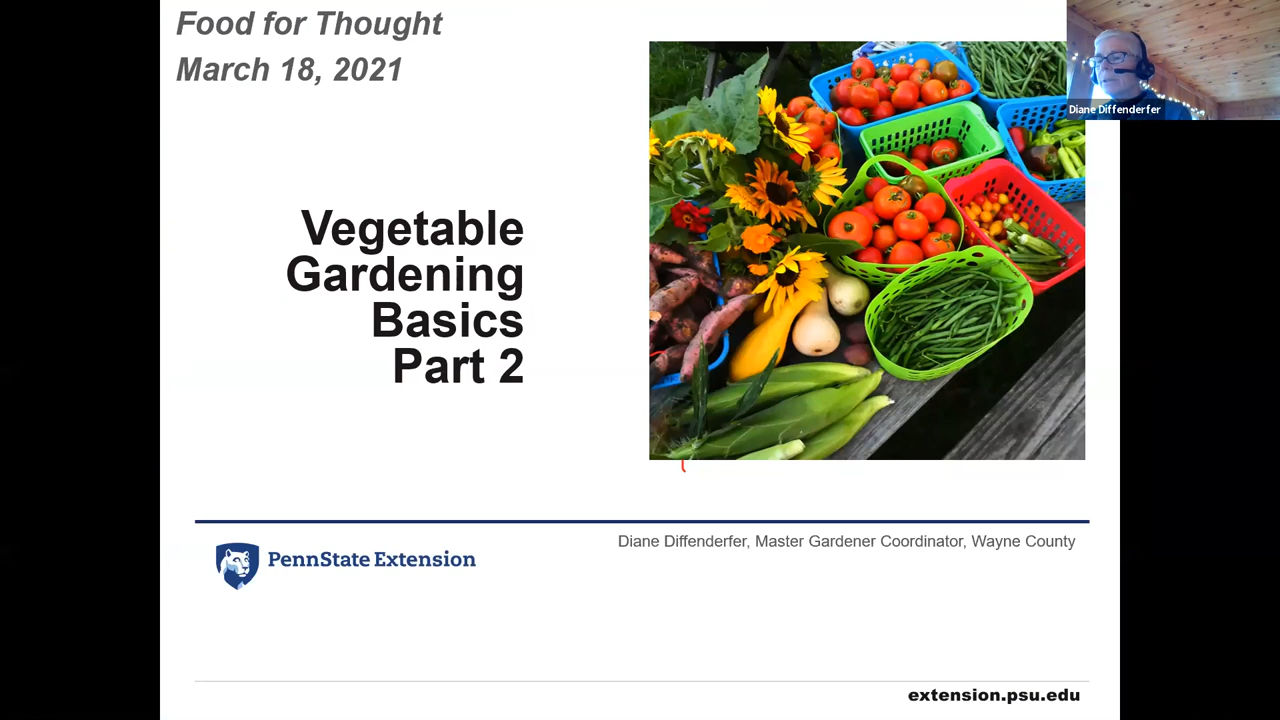 Food for Thought
March 18, 2021
Diane Diffenderfer
Vegetable
Gardening
Basics
Part 2
Diane Diffenderfer, Master Gardener Coordinator, Wayne County
PennState Extension
extension.psu.edu